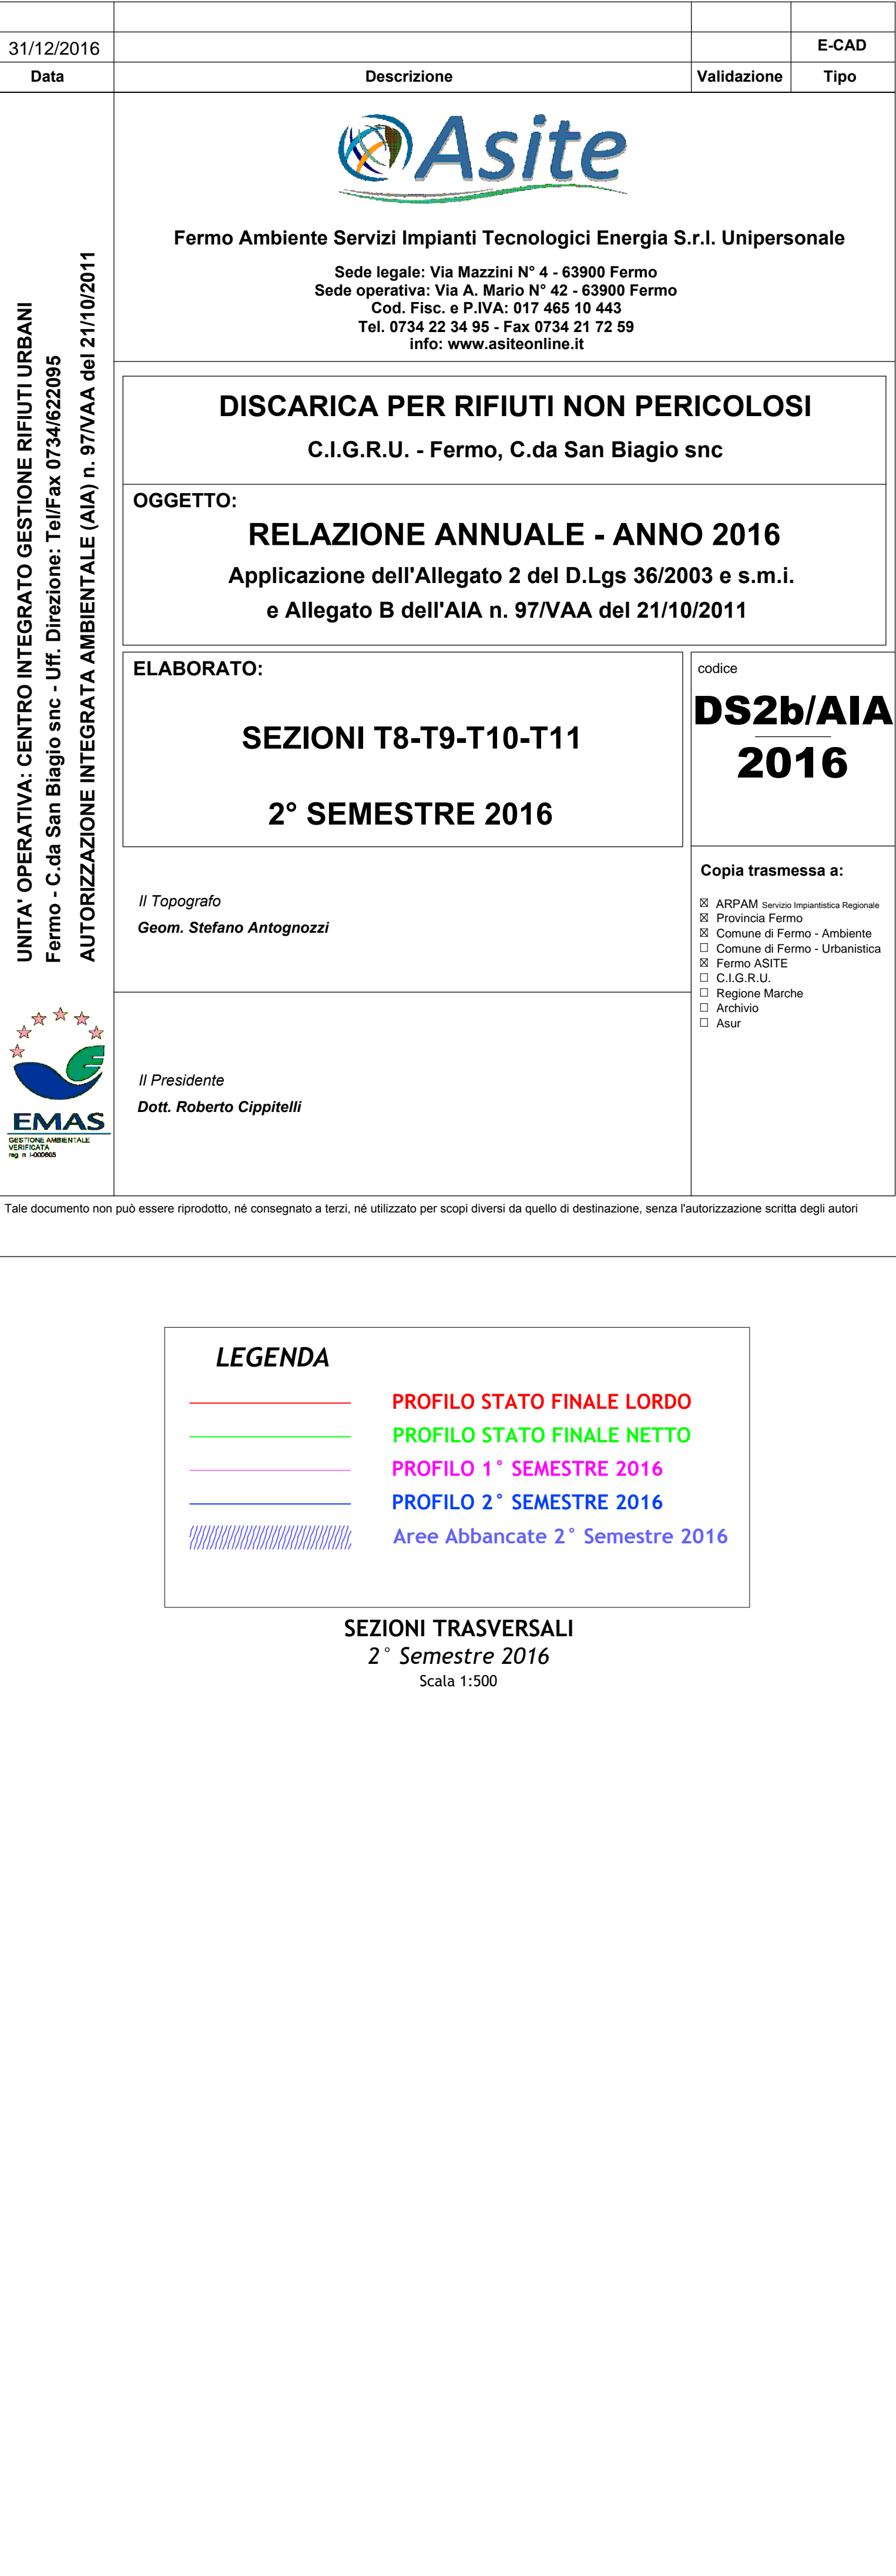 31/12/2016
E-CAD
Data
Descrizione
Validazione
Tipo
Asite
Fermo Ambiente Servizi Impianti Tecnologici Energia S.r.l. Unipersonale
Sede legale: Via Mazzini N° 4 - 63900 Fermo
Sede operativa: Via A. Mario N° 42 - 63900 Fermo
Cod. Fisc. e P.IVA: 017 465 10 443
Tel. 0734 22 34 95 - Fax 0734 21 72 59
info: www.asiteonline.it
UNITA' OPERATIVA: CENTRO INTEGRATO GESTIONE RIFIUTI URBANI
Fermo - C.da San Biagio snc - Uff. Direzione: Tel/Fax 0734/622095
AUTORIZZAZIONE INTEGRATA AMBIENTALE (AIA) n. 97/VAA del 21/10/2011
DISCARICA PER RIFIUTI NON PERICOLOSI
C.I.G.R.U. - Fermo, C.da San Biagio snc
OGGETTO:
RELAZIONE ANNUALE - ANNO 2016
Applicazione dell'Allegato 2 del D.Lgs 36/2003 e s.m.i.
e Allegato B dell'AIA n. 97/VAA del 21/10/2011
ELABORATO:
SEZIONI T8-T9-T10-T11
2° SEMESTRE 2016
codice
DS2b/AIA
2016
Il Topografo
Geom. Stefano Antognozzi
Il Presidente
Dott. Roberto Cippitelli
Copia trasmessa a:
☒ ARPAM Servizio Impiantistica Regionale
☒ Provincia Fermo
☒ Comune di Fermo - Ambiente
☐ Comune di Fermo - Urbanistica
☒ Fermo ASITE
☐ C.I.G.R.U.
☐ Regione Marche
☐ Archivio
☐ Asur
EMAS
GESTIONE AMBIENTALE
VERIFICATA
reg. n. I-000603
Tale documento non può essere riprodotto, né consegnato a terzi, né utilizzato per scopi diversi da quello di destinazione, senza l'autorizzazione scritta degli autori
LEGENDA
PROFILO STATO FINALE LORDO
PROFILO STATO FINALE NETTO
PROFILO 1° SEMESTRE 2016
PROFILO 2° SEMESTRE 2016
Aree Abbancate 2° Semestre 2016
SEZIONI TRASVERSALI
2° Semestre 2016
Scala 1:500